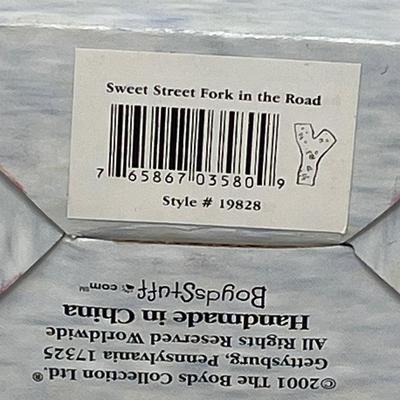 Sweet Street Fork in the Road
7 65867 03580 9
Style # 19828
©2001 The Boyds Collection Ltd.®
Gettysburg, Pennsylvania 17325
All Rights Reserved Worldwide
Handmade in China
BoydsStuff.com℠